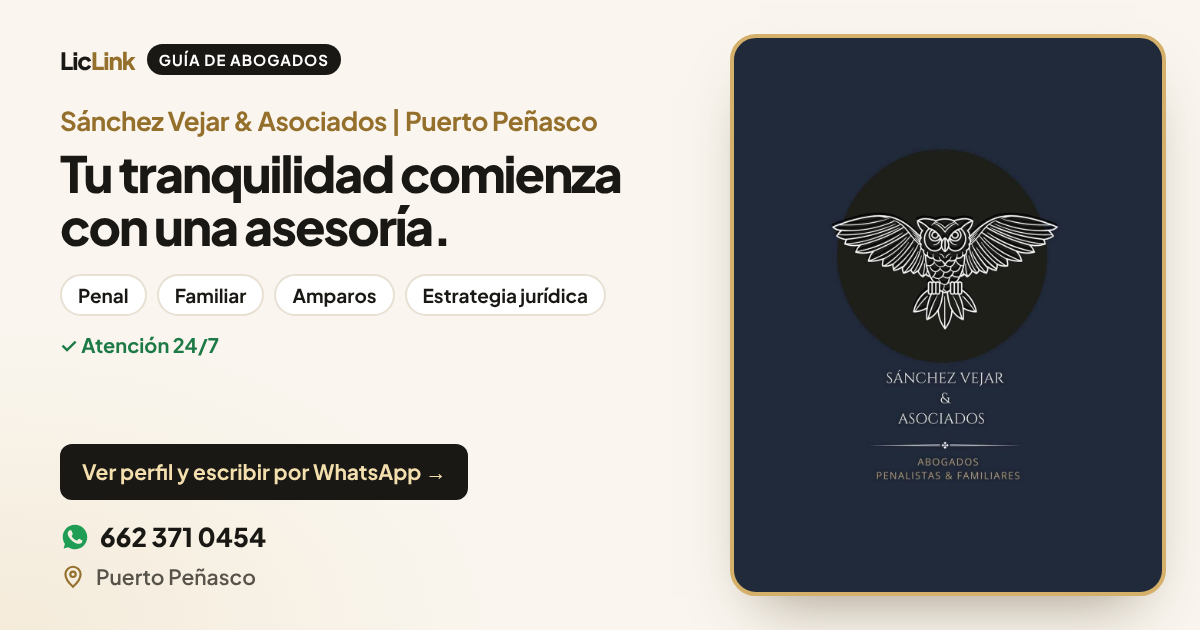 LicLink GUÍA DE ABOGADOS
Sánchez Vejar & Asociados | Puerto Peñasco
Tu tranquilidad comienza
con una asesoría.
Penal Familiar Amparos Estrategia jurídica
✓ Atención 24/7
Ver perfil y escribir por WhatsApp →
662 371 0454
Puerto Peñasco
SÁNCHEZ VEJAR
&
ASOCIADOS
ABOGADOS
PENALISTAS & FAMILIARES